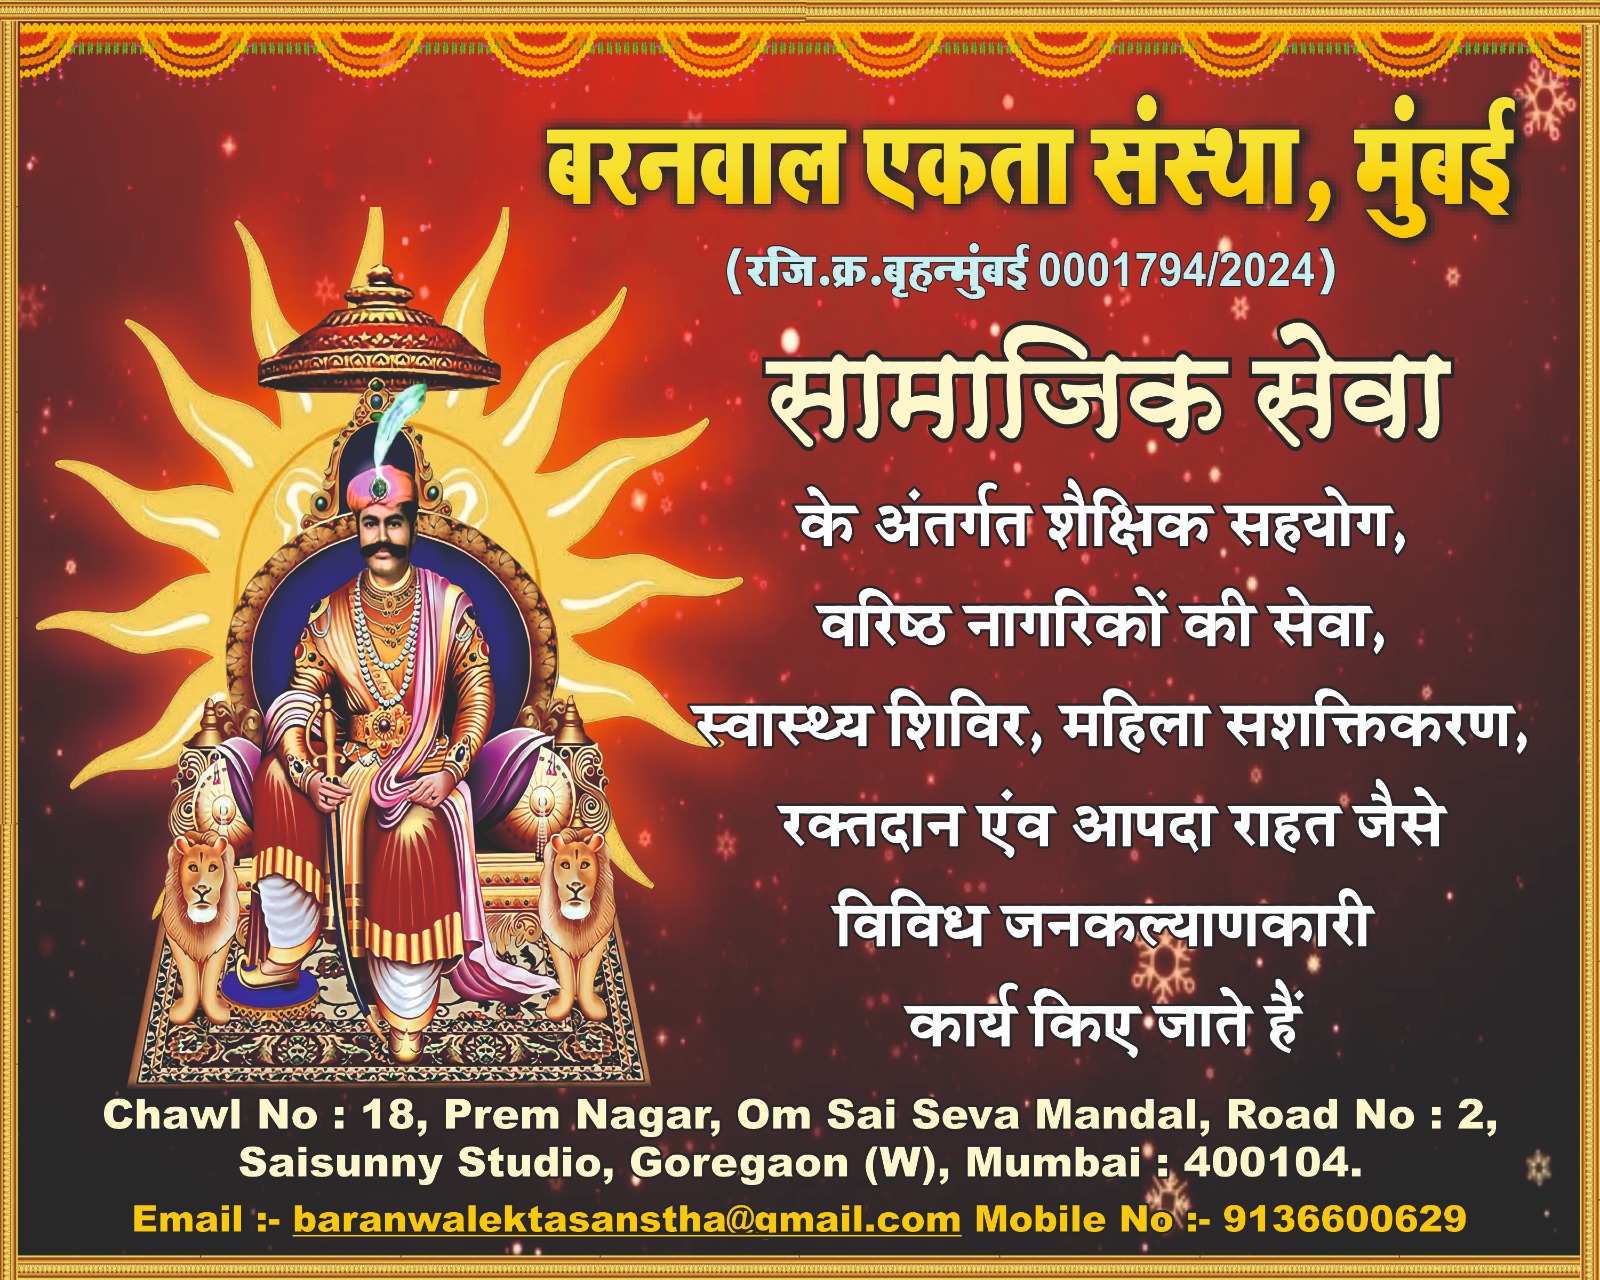 बरनवाल एकता संस्था, मुंबई
(रजि.क्र.बृहन्मुंबई 0001794/2024)
सामाजिक सेवा
के अंतर्गत शैक्षिक सहयोग,
वरिष्ठ नागरिकों की सेवा,
स्वास्थ्य शिविर, महिला सशक्तिकरण,
रक्तदान एंव आपदा राहत जैसे
विविध जनकल्याणकारी
कार्य किए जाते हैं
Chawl No : 18, Prem Nagar, Om Sai Seva Mandal, Road No : 2,
Saisunny Studio, Goregaon (W), Mumbai : 400104.
Email :- baranwalektasanstha@gmail.com Mobile No :- 9136600629